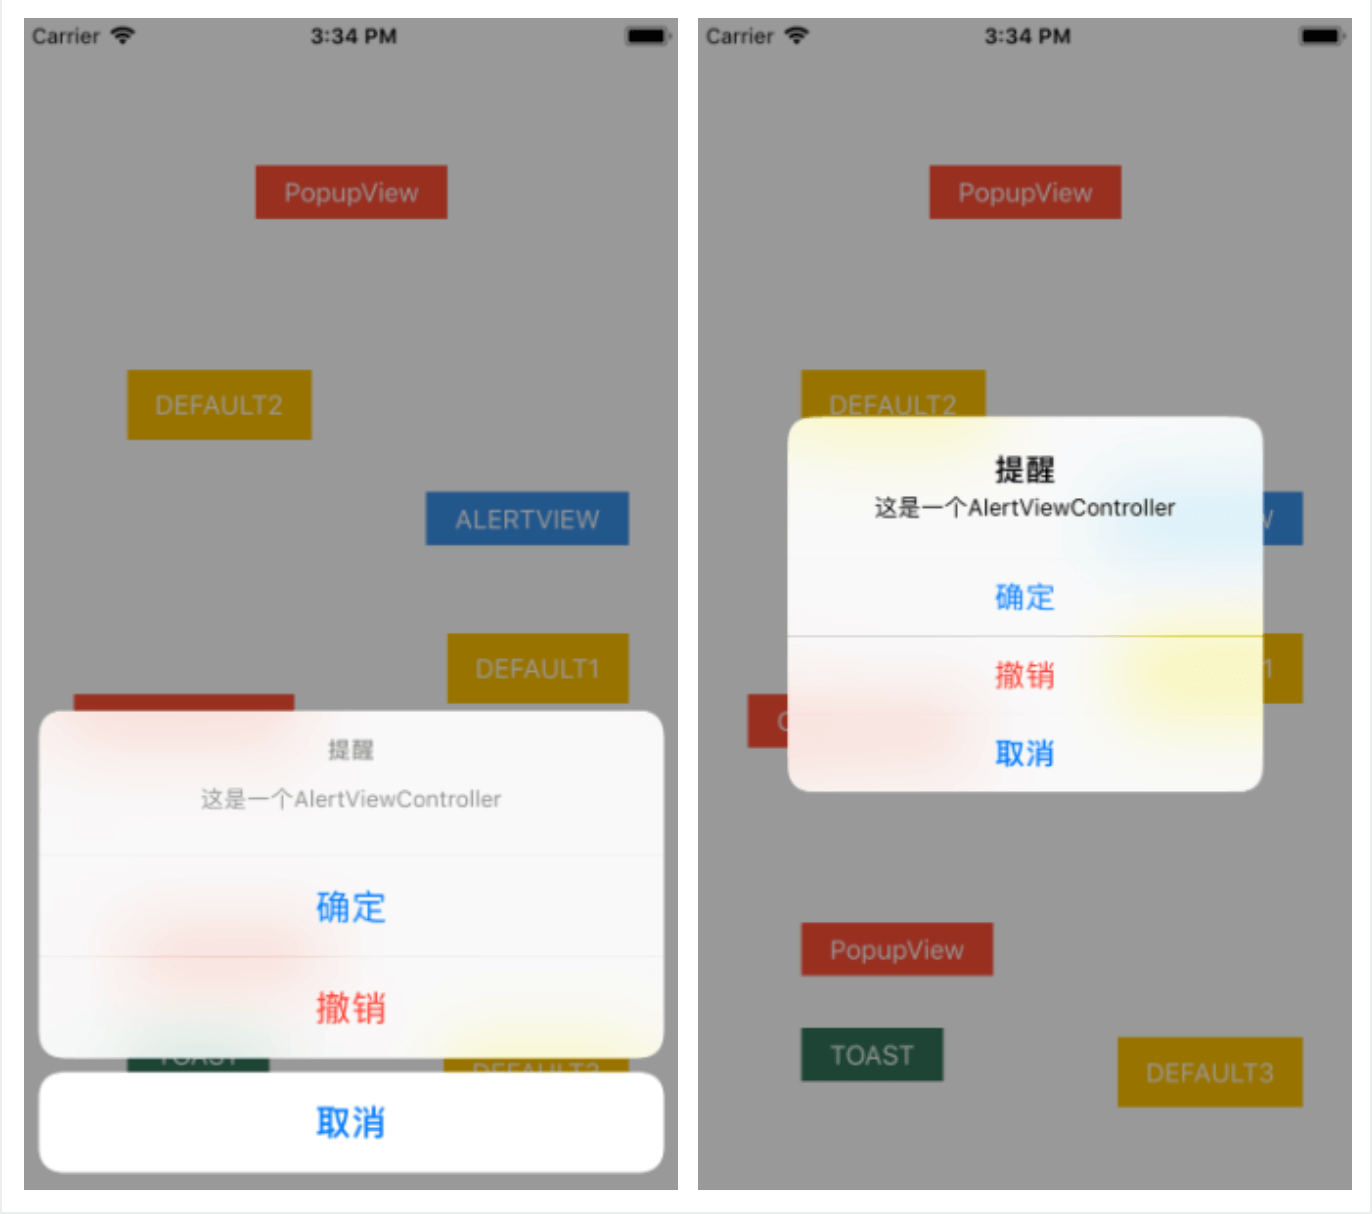 Carrier
3:34 PM
PopupView
DEFAULT2
ALERTVIEW
DEFAULT1
提醒
这是一个AlertViewController
确定
撤销
TOAST
DEFAULT3
取消
Carrier
3:34 PM
PopupView
DEFAULT2
提醒
这是一个AlertViewController
确定
撤销
取消
PopupView
TOAST
DEFAULT3